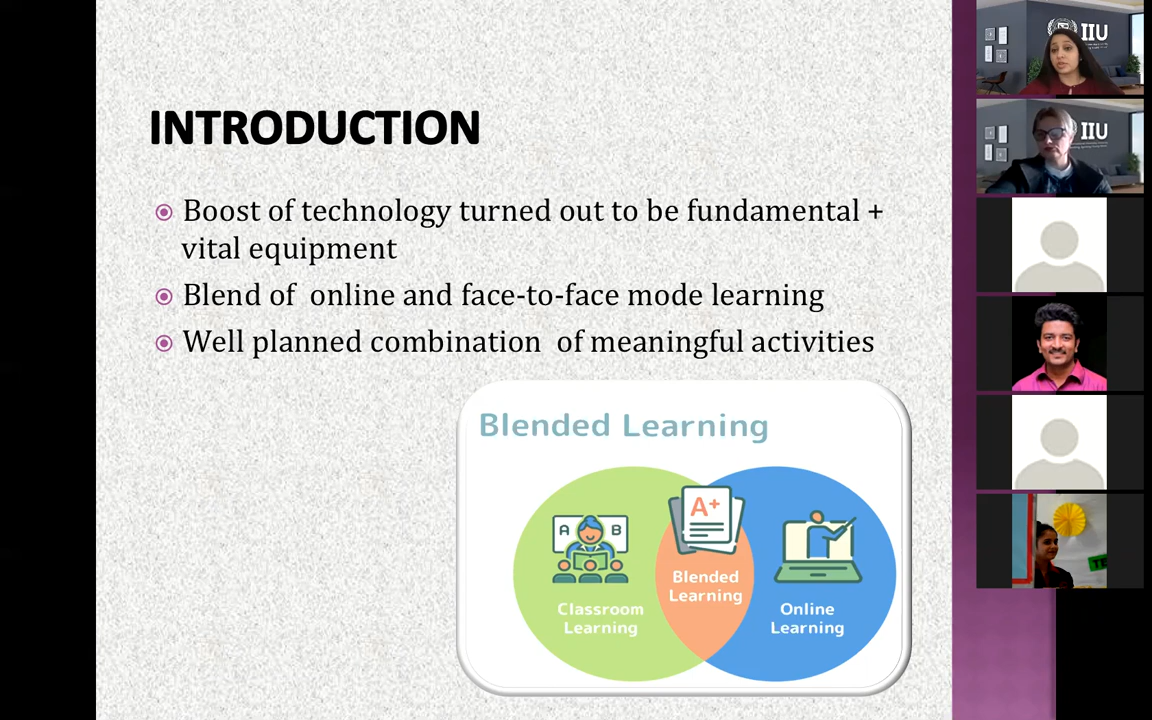 INTRODUCTION
Boost of technology turned out to be fundamental +
vital equipment
Blend of online and face-to-face mode learning
Well planned combination of meaningful activities
Blended Learning
A
B
A+
Classroom
Learning
Blended
Learning
Online
Learning
IIU
IIU
TE